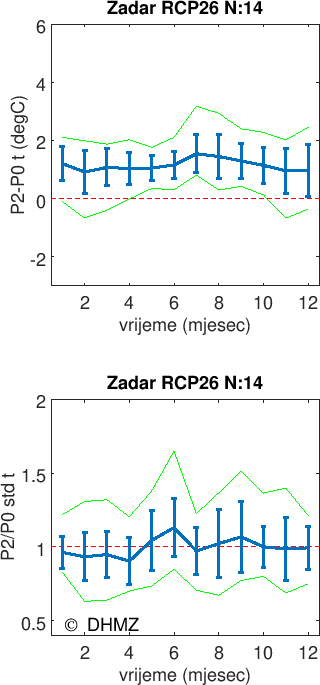 Zadar RCP26 N:14
6
4
2
0
-2
P2-P0 t (degC)
2 4 6 8 10 12
vrijeme (mjesec)
Zadar RCP26 N:14
2
1.5
1
0.5
P2/P0 std t
© DHMZ
2 4 6 8 10 12
vrijeme (mjesec)